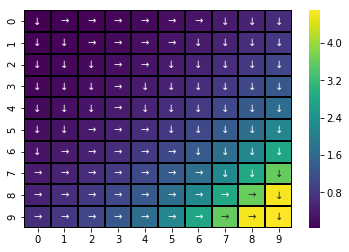 0 ↓ → → → → → → ↓ ↓ ↓
1 ↓ ↓ → → → → ↓ ↓ ↓ ↓
2 ↓ ↓ ↓ → → ↓ ↓ ↓ ↓ ↓
3 ↓ ↓ ↓ → ↓ ↓ ↓ ↓ ↓ ↓
4 ↓ ↓ ↓ → ↓ ↓ ↓ ↓ ↓ ↓
5 ↓ ↓ → → → ↓ ↓ ↓ ↓ ↓
6 ↓ → → → → → ↓ ↓ ↓ ↓
7 → → → → → → → ↓ ↓ ↓
8 → → → → → → → → → ↓
9 → → → → → → → → → ↓
0 1 2 3 4 5 6 7 8 9
4.0
3.2
2.4
1.6
0.8